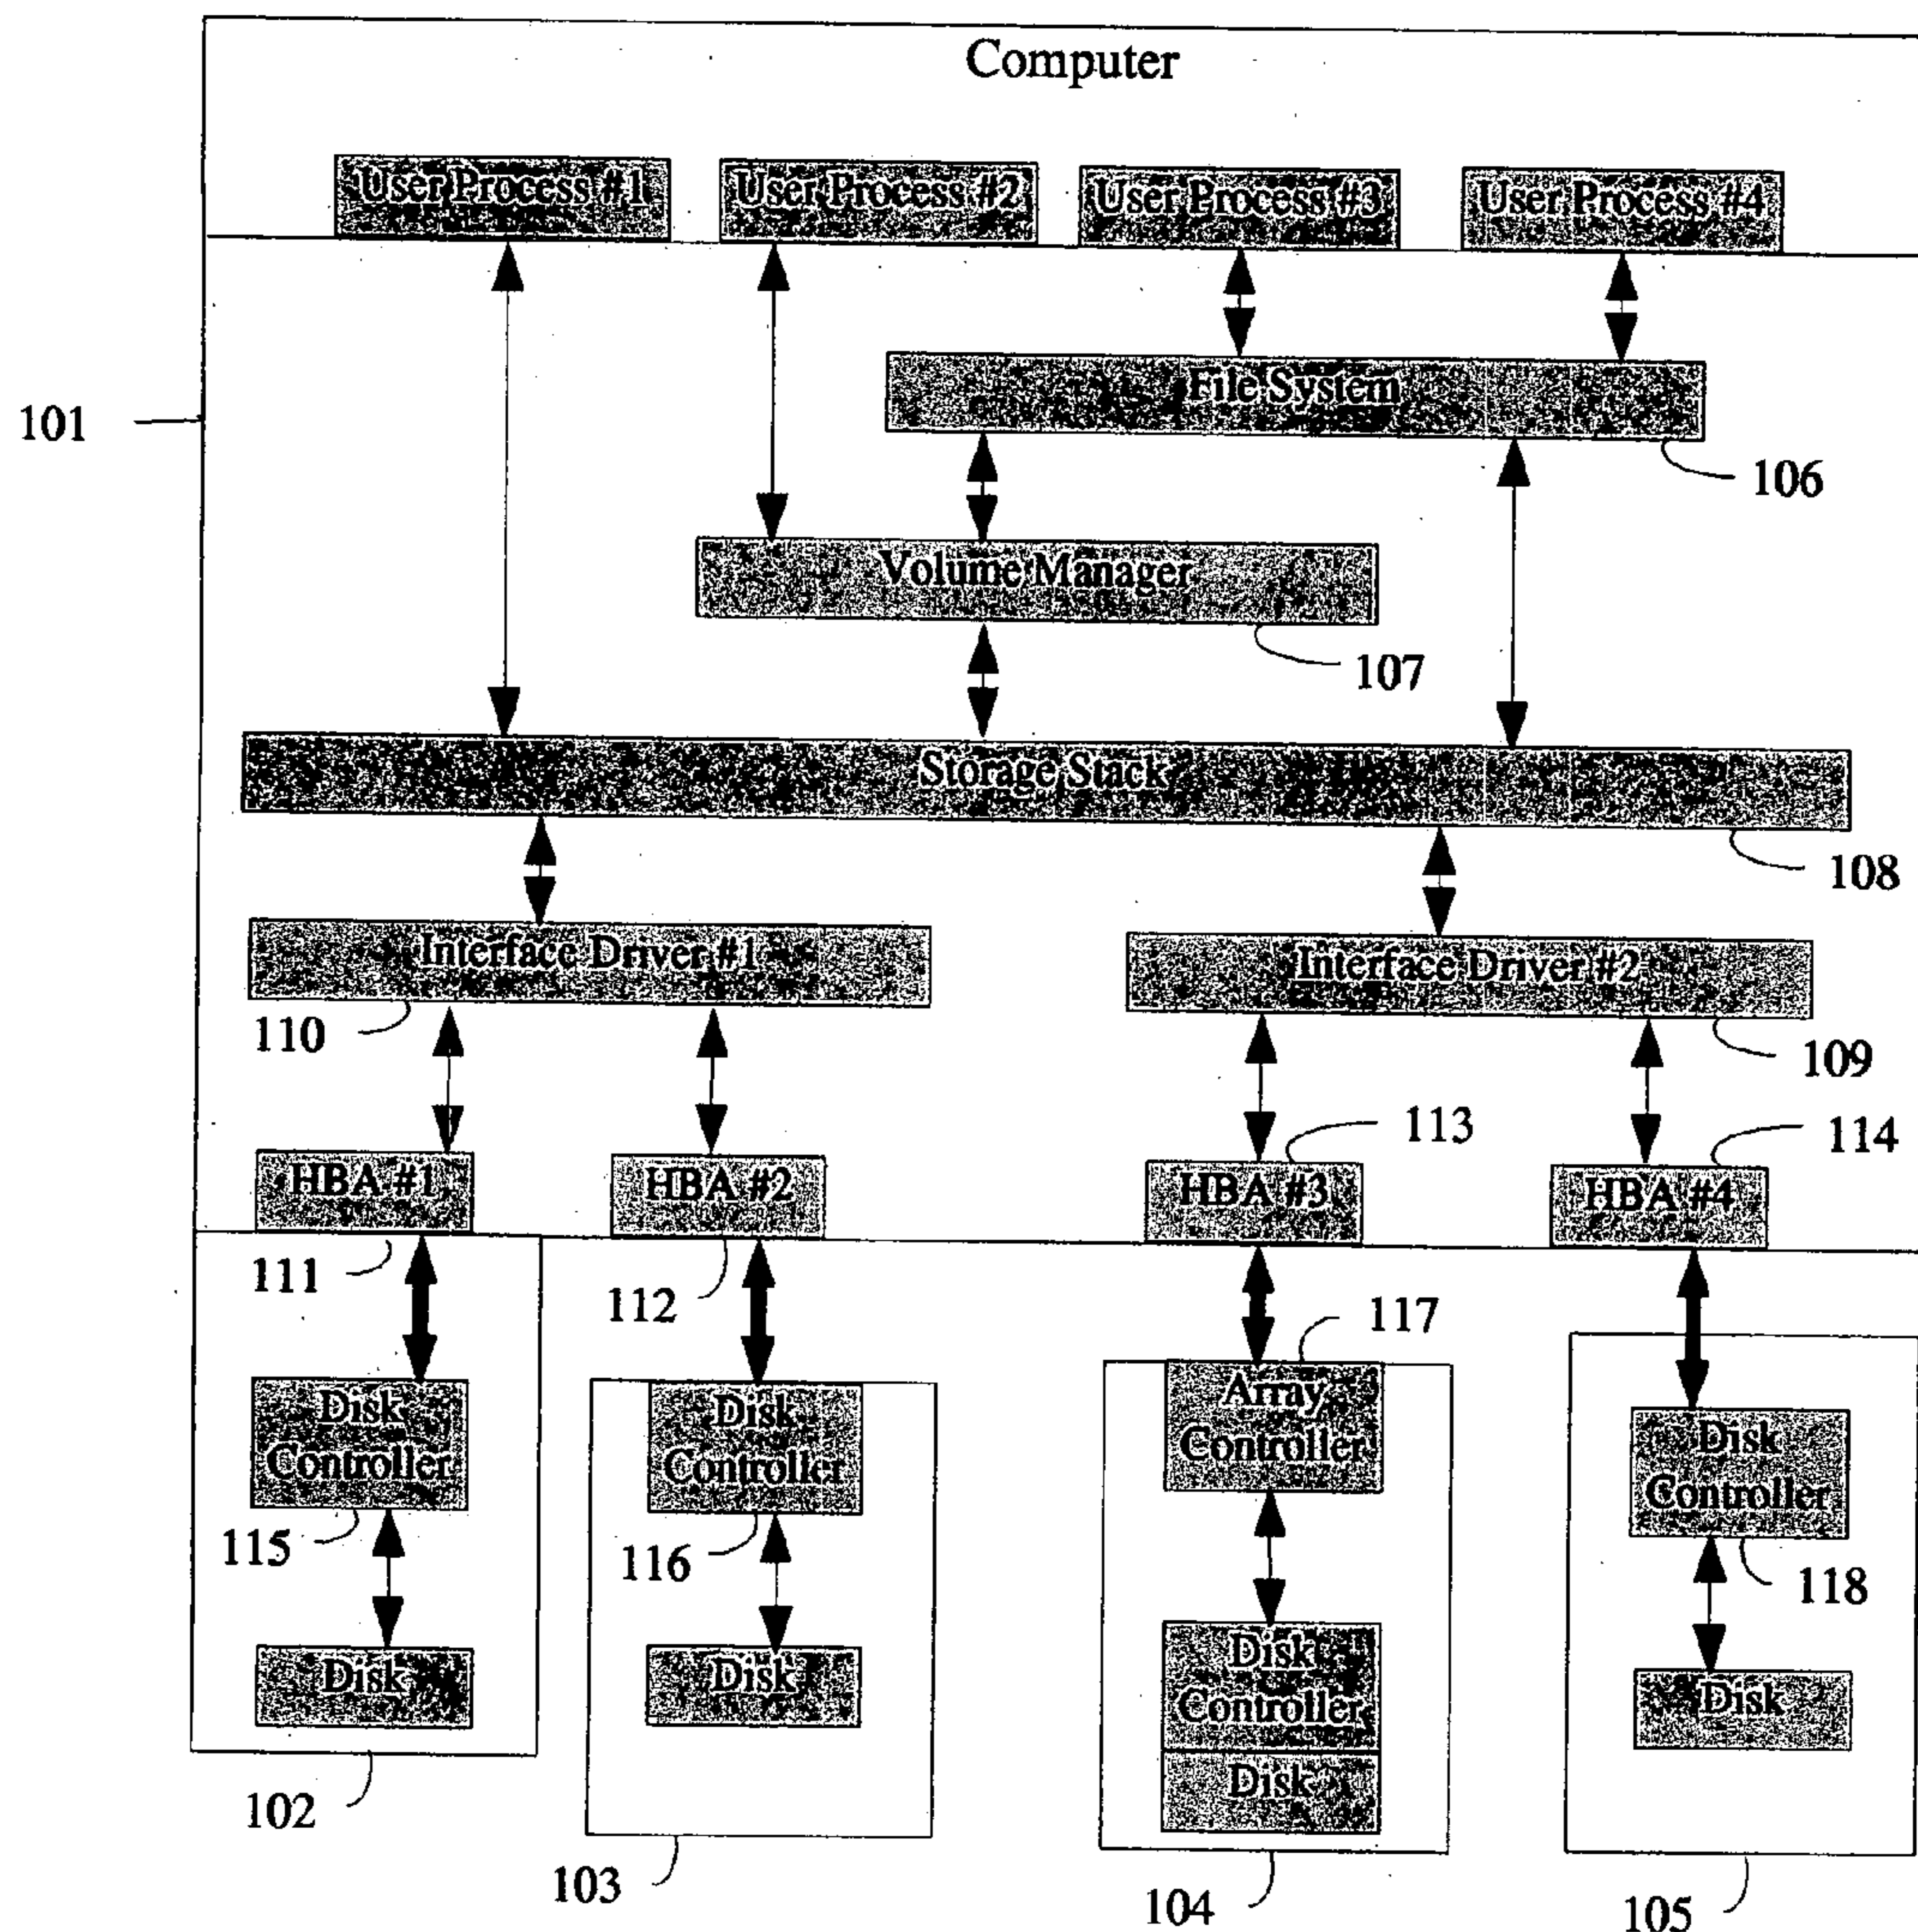 Computer
User Process #1
User Process #2
User Process #3
User Process #4
File System
101
106
Volume Manager
107
Storage Stack
108
Interface Driver #1
Interface Driver #2
110
109
113
114
HBA #1
HBA #2
HBA #3
HBA #4
111
112
117
Disk
Controller
Disk
Controller
Array
Controller
Disk
Controller
115
116
118
Disk
Disk
Disk
Controller
Disk
Disk
102
103
104
105